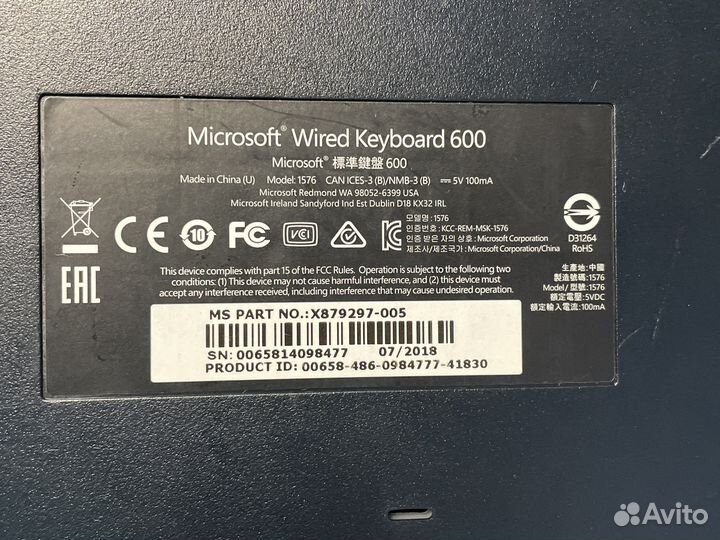 Microsoft® Wired Keyboard 600
Microsoft® 標準鍵盤 600
Made in China (U) Model: 1576 CAN ICES-3 (B)/NMB-3 (B) 5V 100mA
Microsoft Redmond WA 98052-6399 USA
Microsoft Ireland Sandyford Ind Est Dublin D18 KX32 IRL
모델명 : 1576
인증번호 : KCC-REM-MSK-1576
인증 받은 자의 상호 : Microsoft Corporation
제조사/제조국가 : Microsoft Corporation/
CE
10
VCI
D31264
RoHS
EAC
This device complies with part 15 of the FCC Rules. Operation is subject to the following two
conditions: (1) This device may not cause harmful interference, and (2) this device must
accept any interference received, including interference that may cause undesired operation.
生產地: 中國
製造號碼: 1576
Model/型號: 1576
額定電壓: 5VDC
額定輸入電流: 100mA
MS PART NO.:X879297-005
SN: 0065814098477 07/2018
PRODUCT ID: 00658-486-0984777-41830
Avito